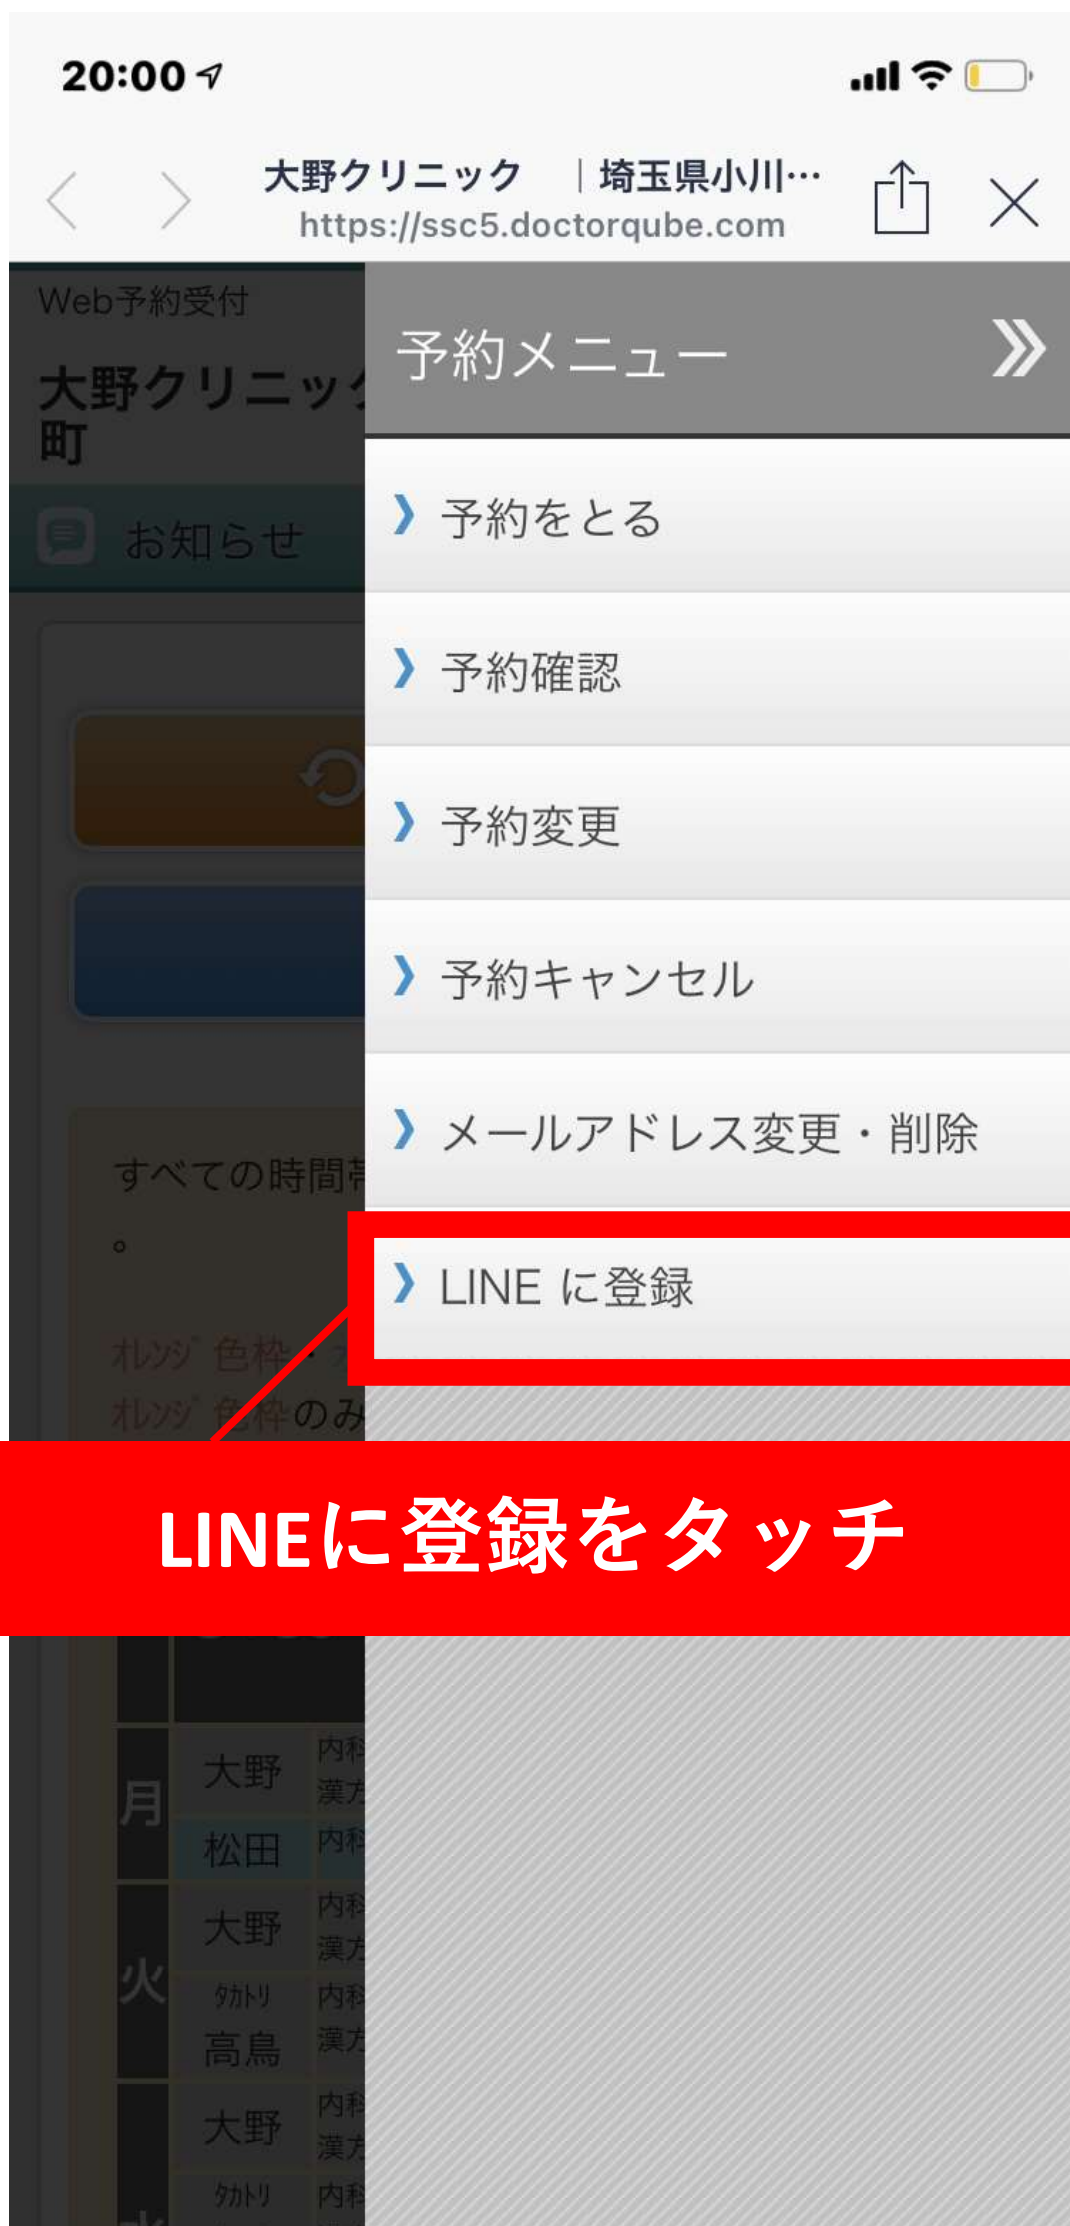 20:00
大野クリニック ｜埼玉県小川…
https://ssc5.doctorqube.com
Web予約受付
大野クリニック
町
お知らせ
予約メニュー
予約をとる
予約確認
予約変更
予約キャンセル
メールアドレス変更・削除
LINE に登録
すべての時間帯
。
ｵﾚﾝｼﾞ色枠・
ｵﾚﾝｼﾞ色枠のみ
LINEに登録をタッチ
月
大野
内科
漢方
松田
内科
火
大野
内科
漢方
ﾀｶﾄﾘ
高鳥
内科
漢方
水
大野
内科
漢方
ﾀｶﾄﾘ
内科